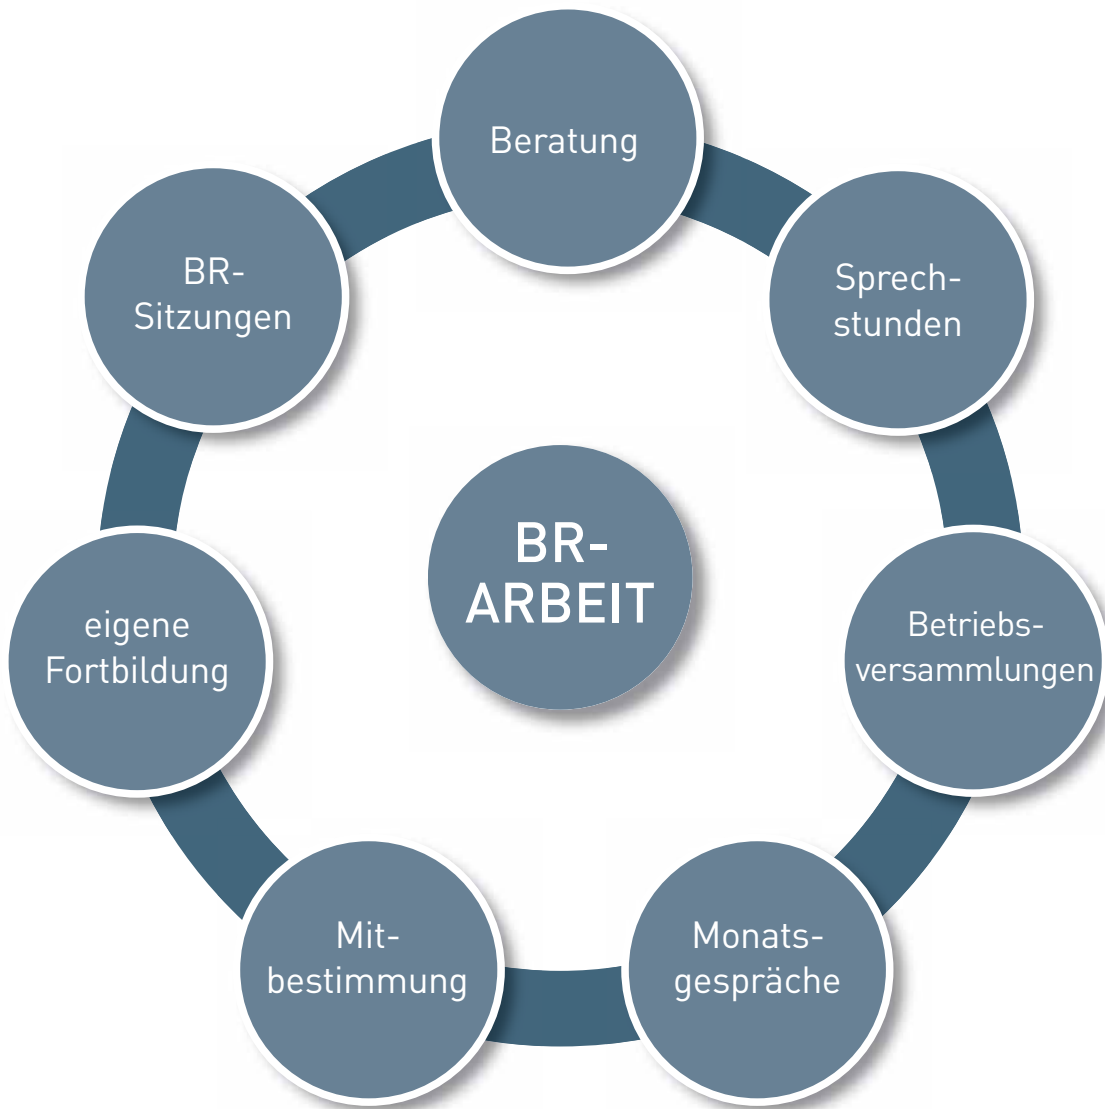 Beratung
Sprech-
stunden
Betriebs-
versammlungen
Monats-
gespräche
Mit-
bestimmung
eigene
Fortbildung
BR-
Sitzungen
BR-
ARBEIT